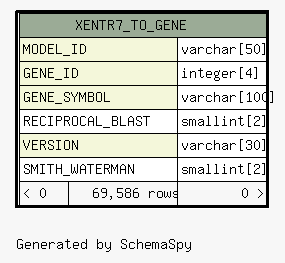 XENTR7_TO_GENE
MODEL_ID varchar[50]
GENE_ID integer[4]
GENE_SYMBOL varchar[100]
RECIPROCAL_BLAST smallint[2]
VERSION varchar[30]
SMITH_WATERMAN smallint[2]
< 0 69,586 rows 0 >
Generated by SchemaSpy